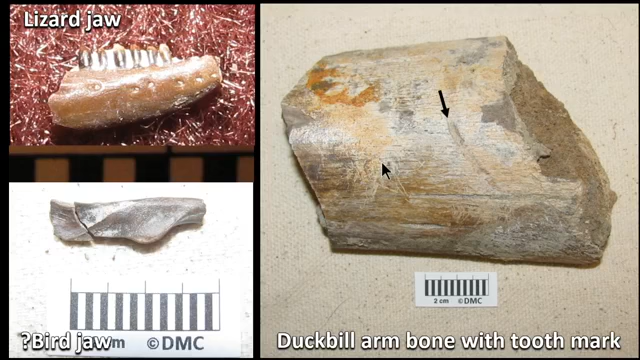 Lizard jaw
?Bird jaw
m ©DMC
2 cm ©DMC
Duckbill arm bone with tooth mark